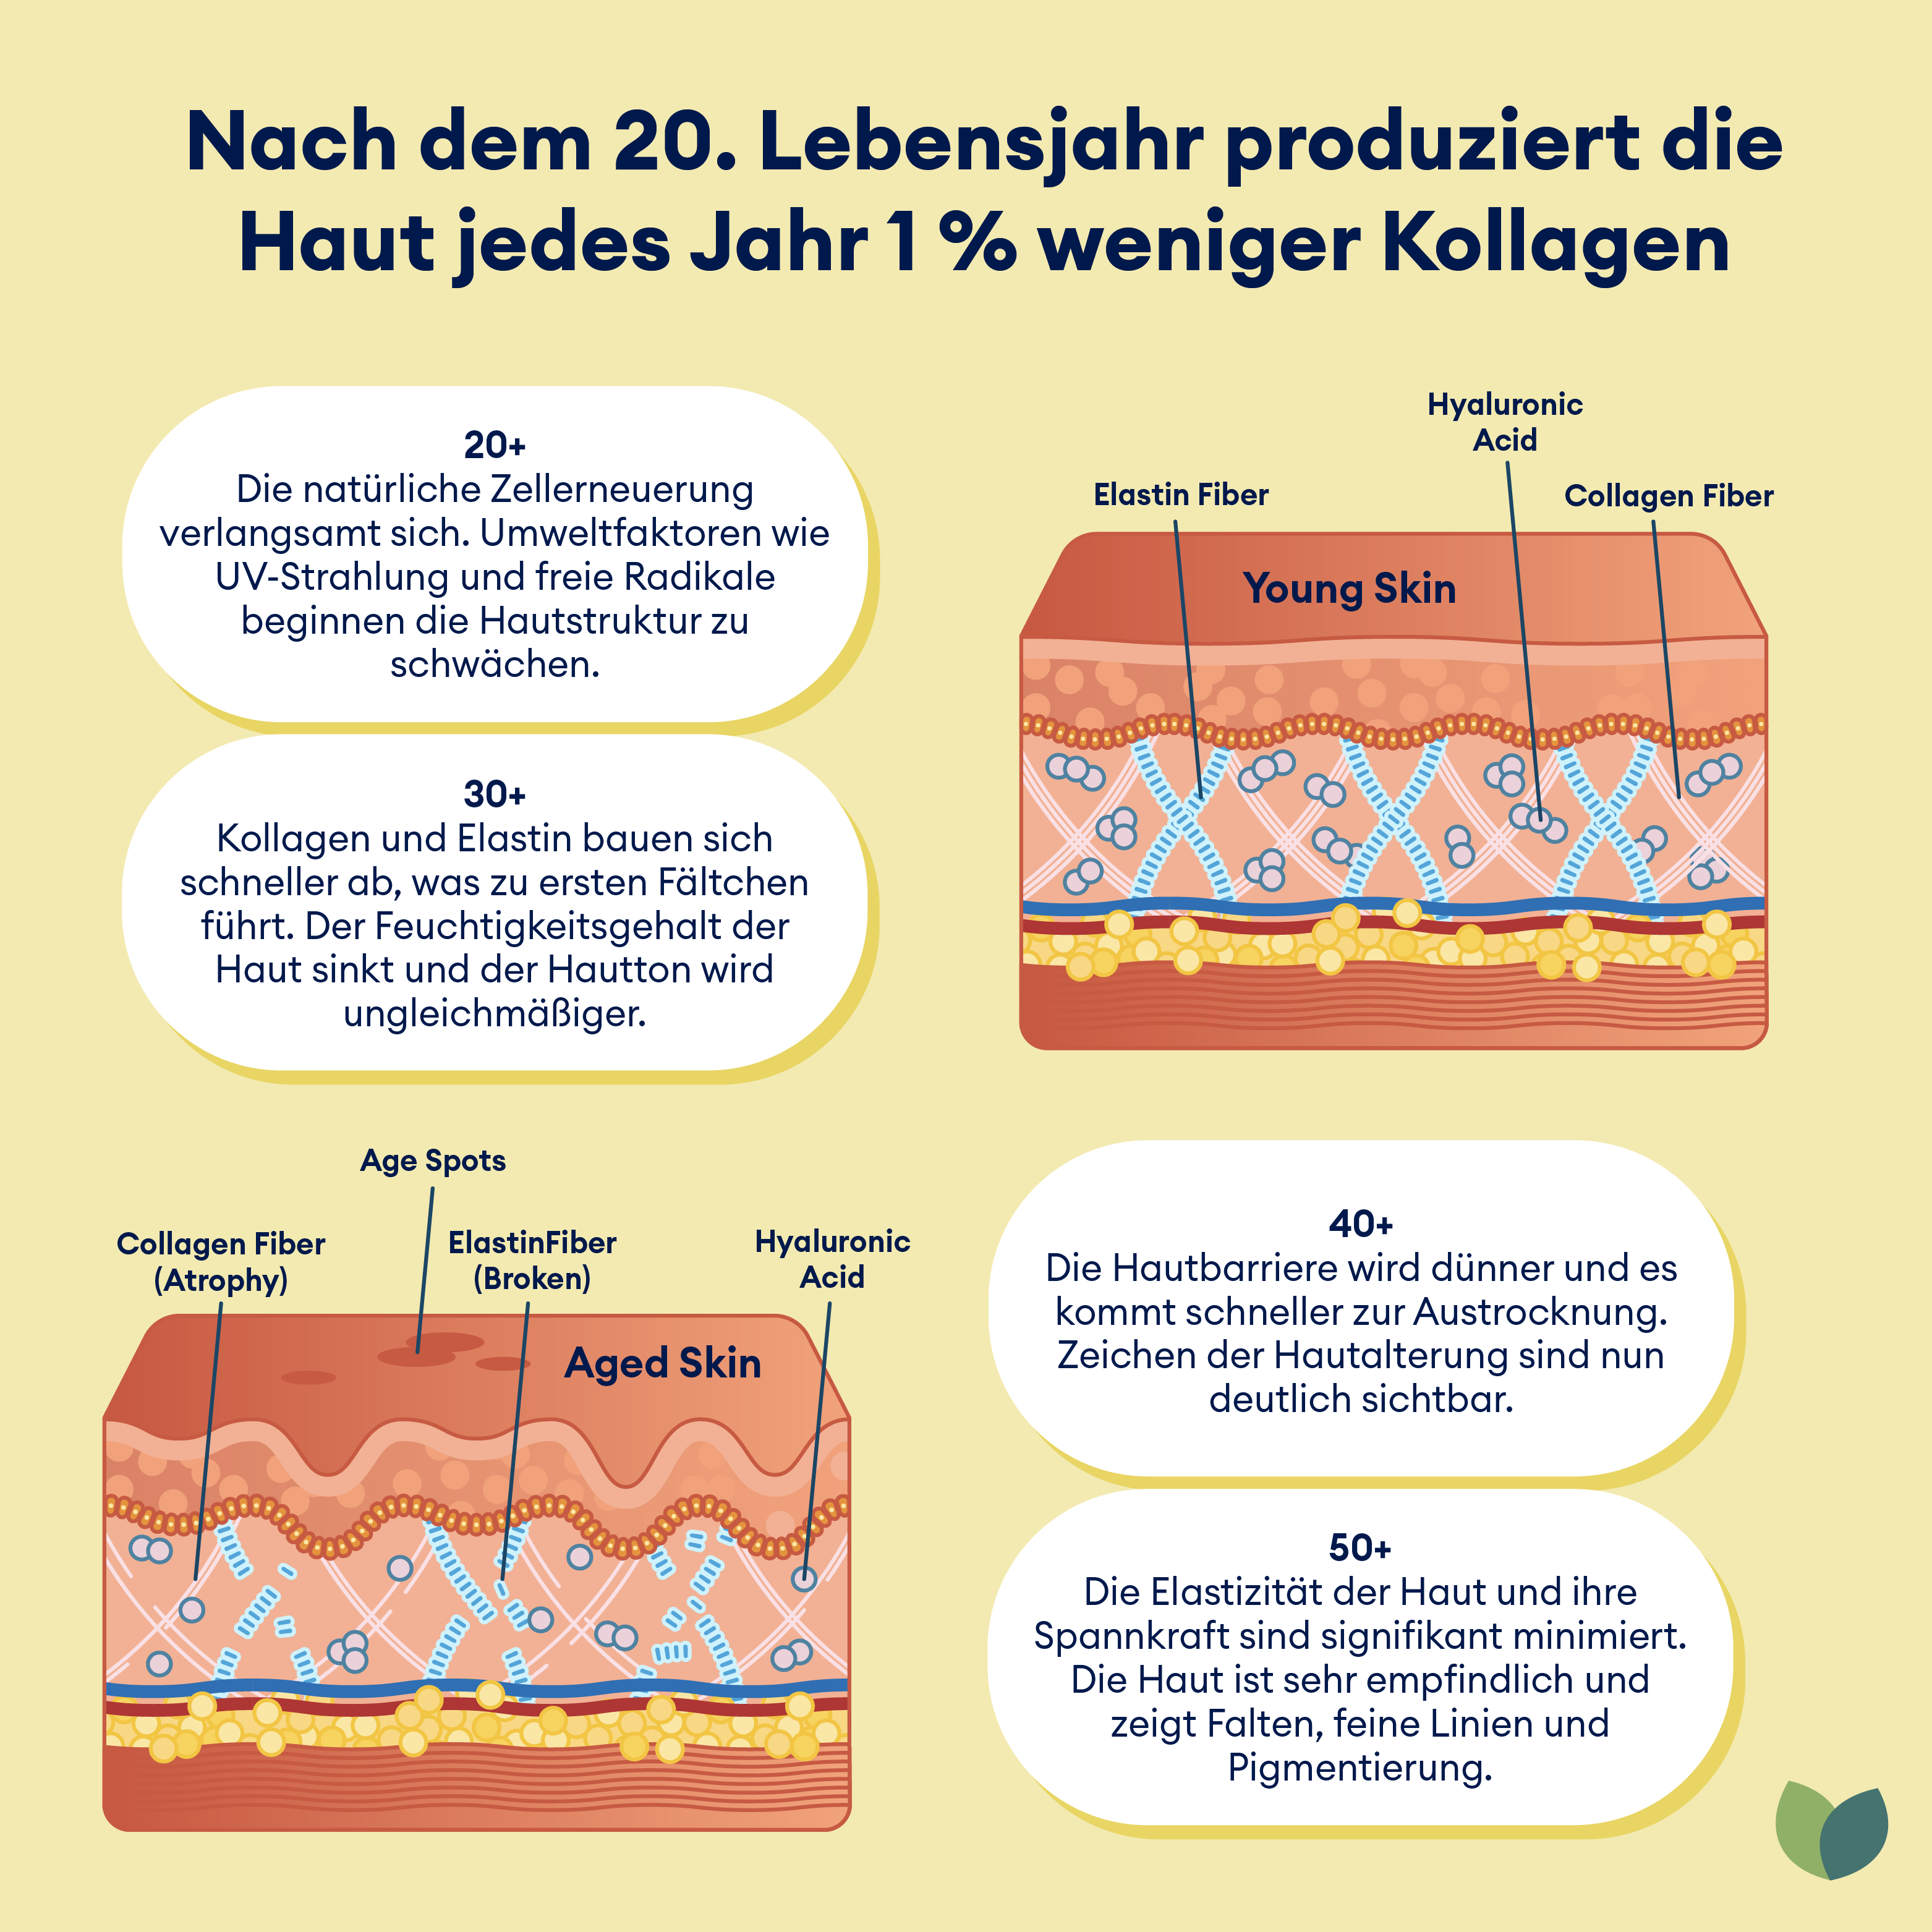 Nach dem 20. Lebensjahr produziert die
Haut jedes Jahr 1 % weniger Kollagen
20+
Die natürliche Zellerneuerung
verlangsamt sich. Umweltfaktoren wie
UV-Strahlung und freie Radikale
beginnen die Hautstruktur zu
schwächen.
30+
Kollagen und Elastin bauen sich
schneller ab, was zu ersten Fältchen
führt. Der Feuchtigkeitsgehalt der
Haut sinkt und der Hautton wird
ungleichmäßiger.
Hyaluronic
Acid
Elastin Fiber
Collagen Fiber
Young Skin
Age Spots
Collagen Fiber
(Atrophy)
ElastinFiber
(Broken)
Hyaluronic
Acid
Aged Skin
40+
Die Hautbarriere wird dünner und es
kommt schneller zur Austrocknung.
Zeichen der Hautalterung sind nun
deutlich sichtbar.
50+
Die Elastizität der Haut und ihre
Spannkraft sind signifikant minimiert.
Die Haut ist sehr empfindlich und
zeigt Falten, feine Linien und
Pigmentierung.